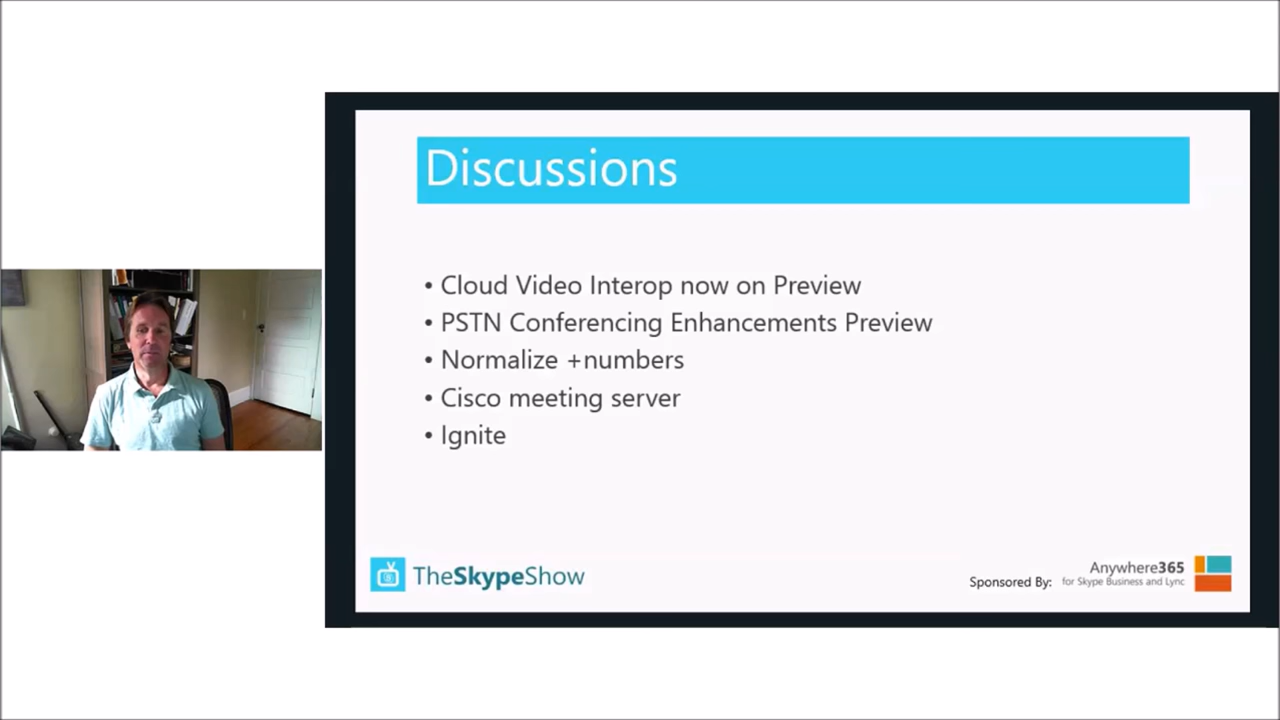 Discussions
• Cloud Video Interop now on Preview
• PSTN Conferencing Enhancements Preview
• Normalize +numbers
• Cisco meeting server
• Ignite
TheSkypeShow
Sponsored By:
Anywhere365
for Skype Business and Lync